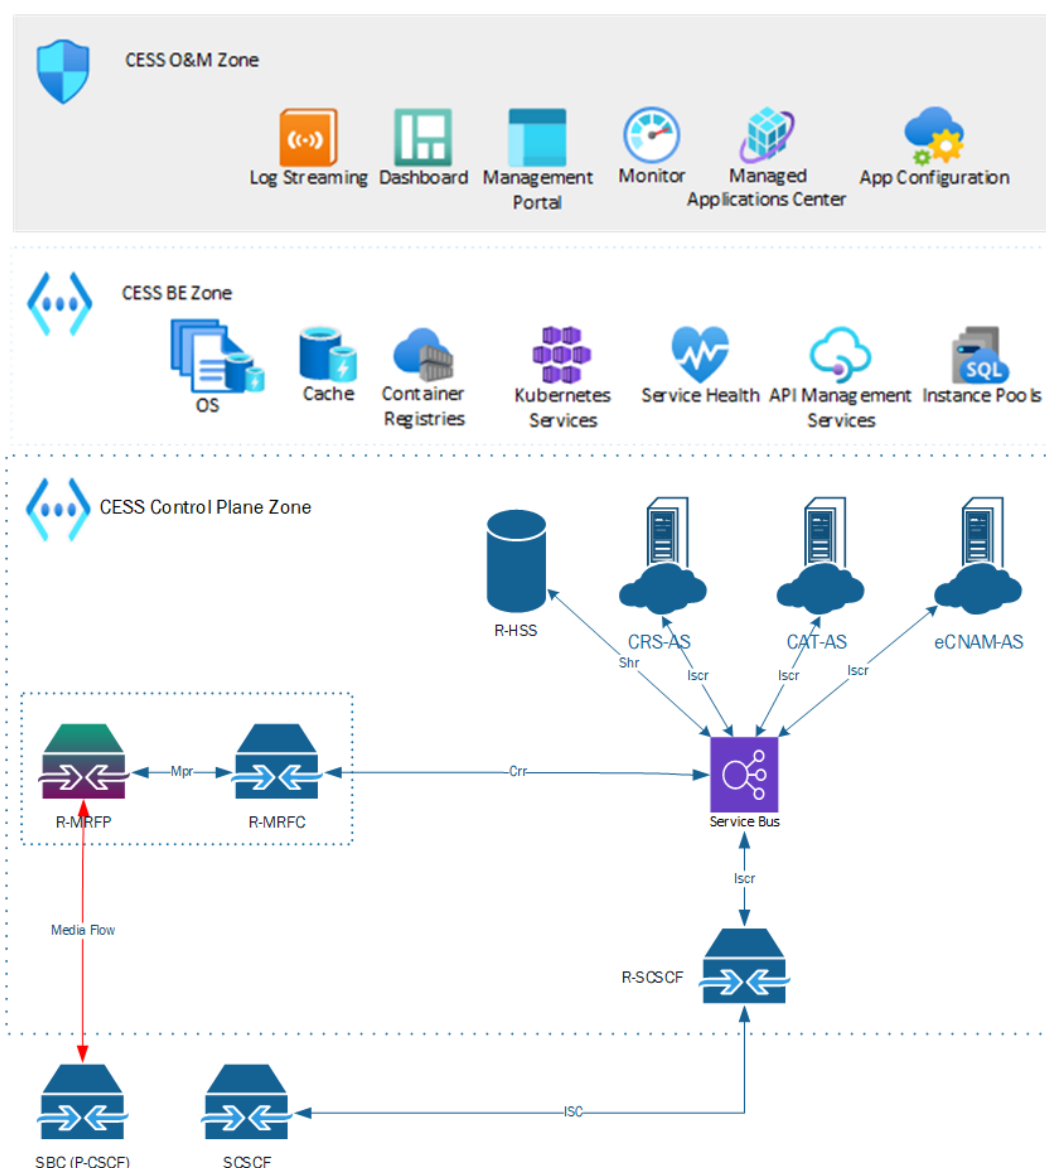 CESS O&M Zone
Log Streaming
Dashboard
Management
Portal
Monitor
Managed
Applications Center
App Configuration
CESS BE Zone
OS
Cache
Container
Registries
Kubernetes
Services
Service Health
API Management
Services
Instance Pools
SQL
CESS Control Plane Zone
R-HSS
CRS-AS
CAT-AS
eCNAM-AS
Shr
Iscr
Iscr
Iscr
Mpr
Crr
R-MRFP
R-MRFC
Service Bus
Iscr
Media Flow
R-SCSCF
ISC
SBC (P-CSCF)
SCSCF